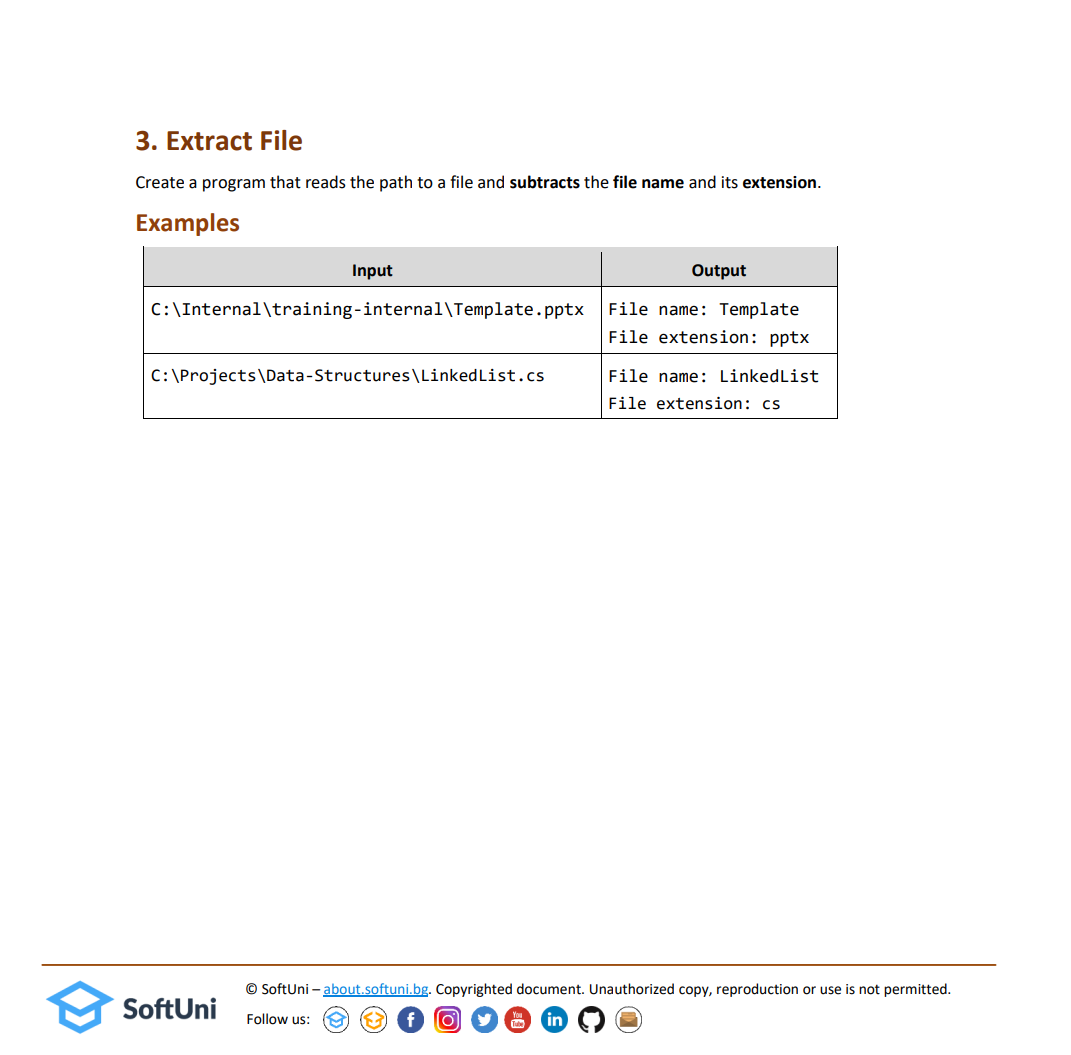 3. Extract File
Create a program that reads the path to a file and subtracts the file name and its extension.
Examples
Input Output
C:\Internal\training-internal\Template.pptx File name: Template
File extension: pptx
C:\Projects\Data-Structures\LinkedList.cs File name: LinkedList
File extension: cs
SoftUni
© SoftUni – about.softuni.bg. Copyrighted document. Unauthorized copy, reproduction or use is not permitted.
Follow us: